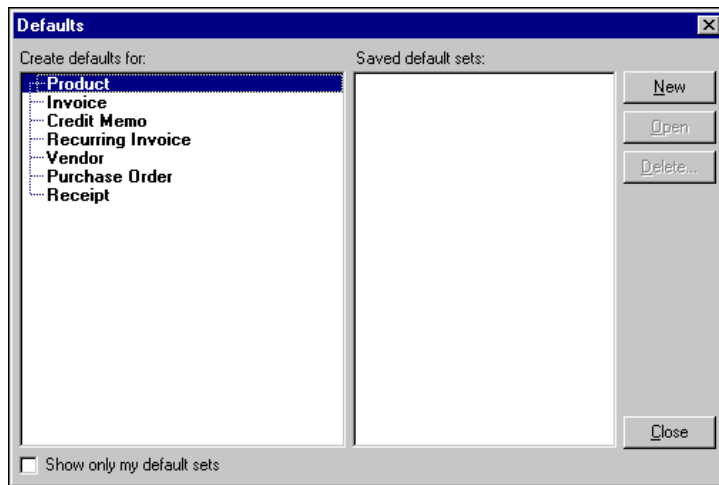 Defaults
Create defaults for:
Product
Invoice
Credit Memo
Recurring Invoice
Vendor
Purchase Order
Receipt
Saved default sets:
New
Open
Delete...
Close
Show only my default sets